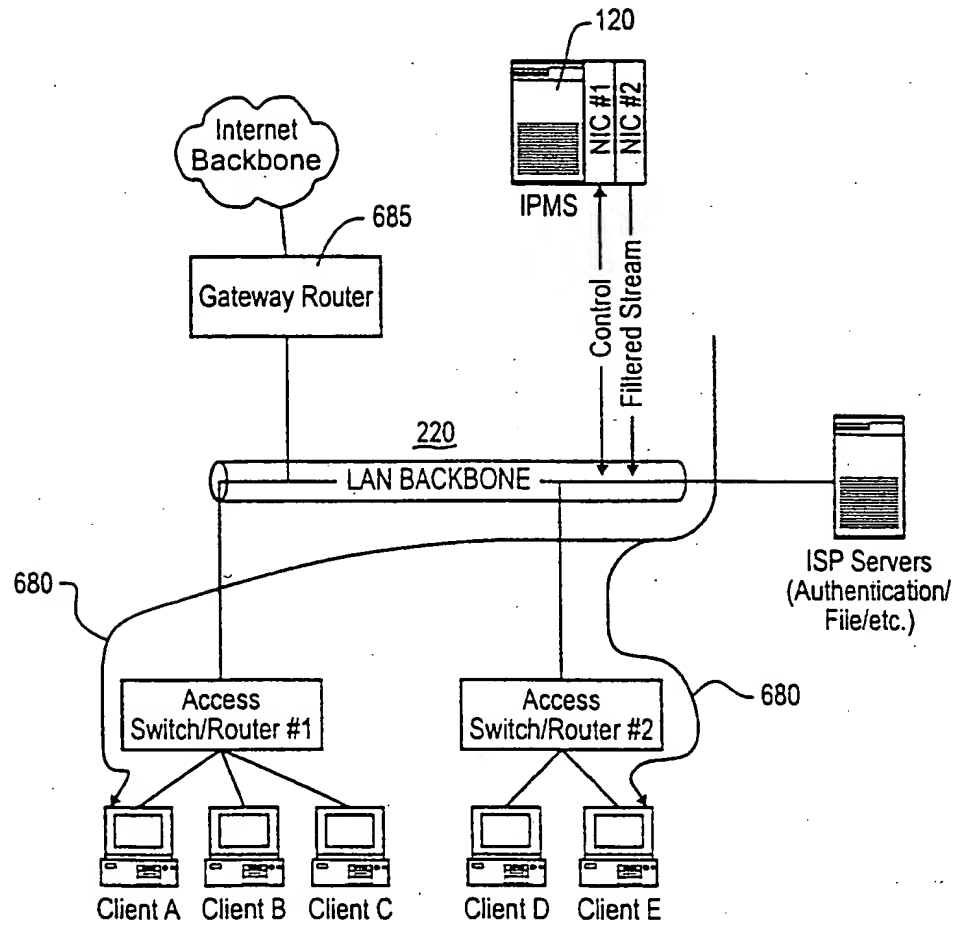 120
NIC #1
NIC #2
IPMS
Internet
Backbone
685
Gateway Router
Control
Filtered Stream
220
LAN BACKBONE
ISP Servers
(Authentication/
File/etc.)
680
680
Access
Switch/Router #1
Access
Switch/Router #2
Client A
Client B
Client C
Client D
Client E